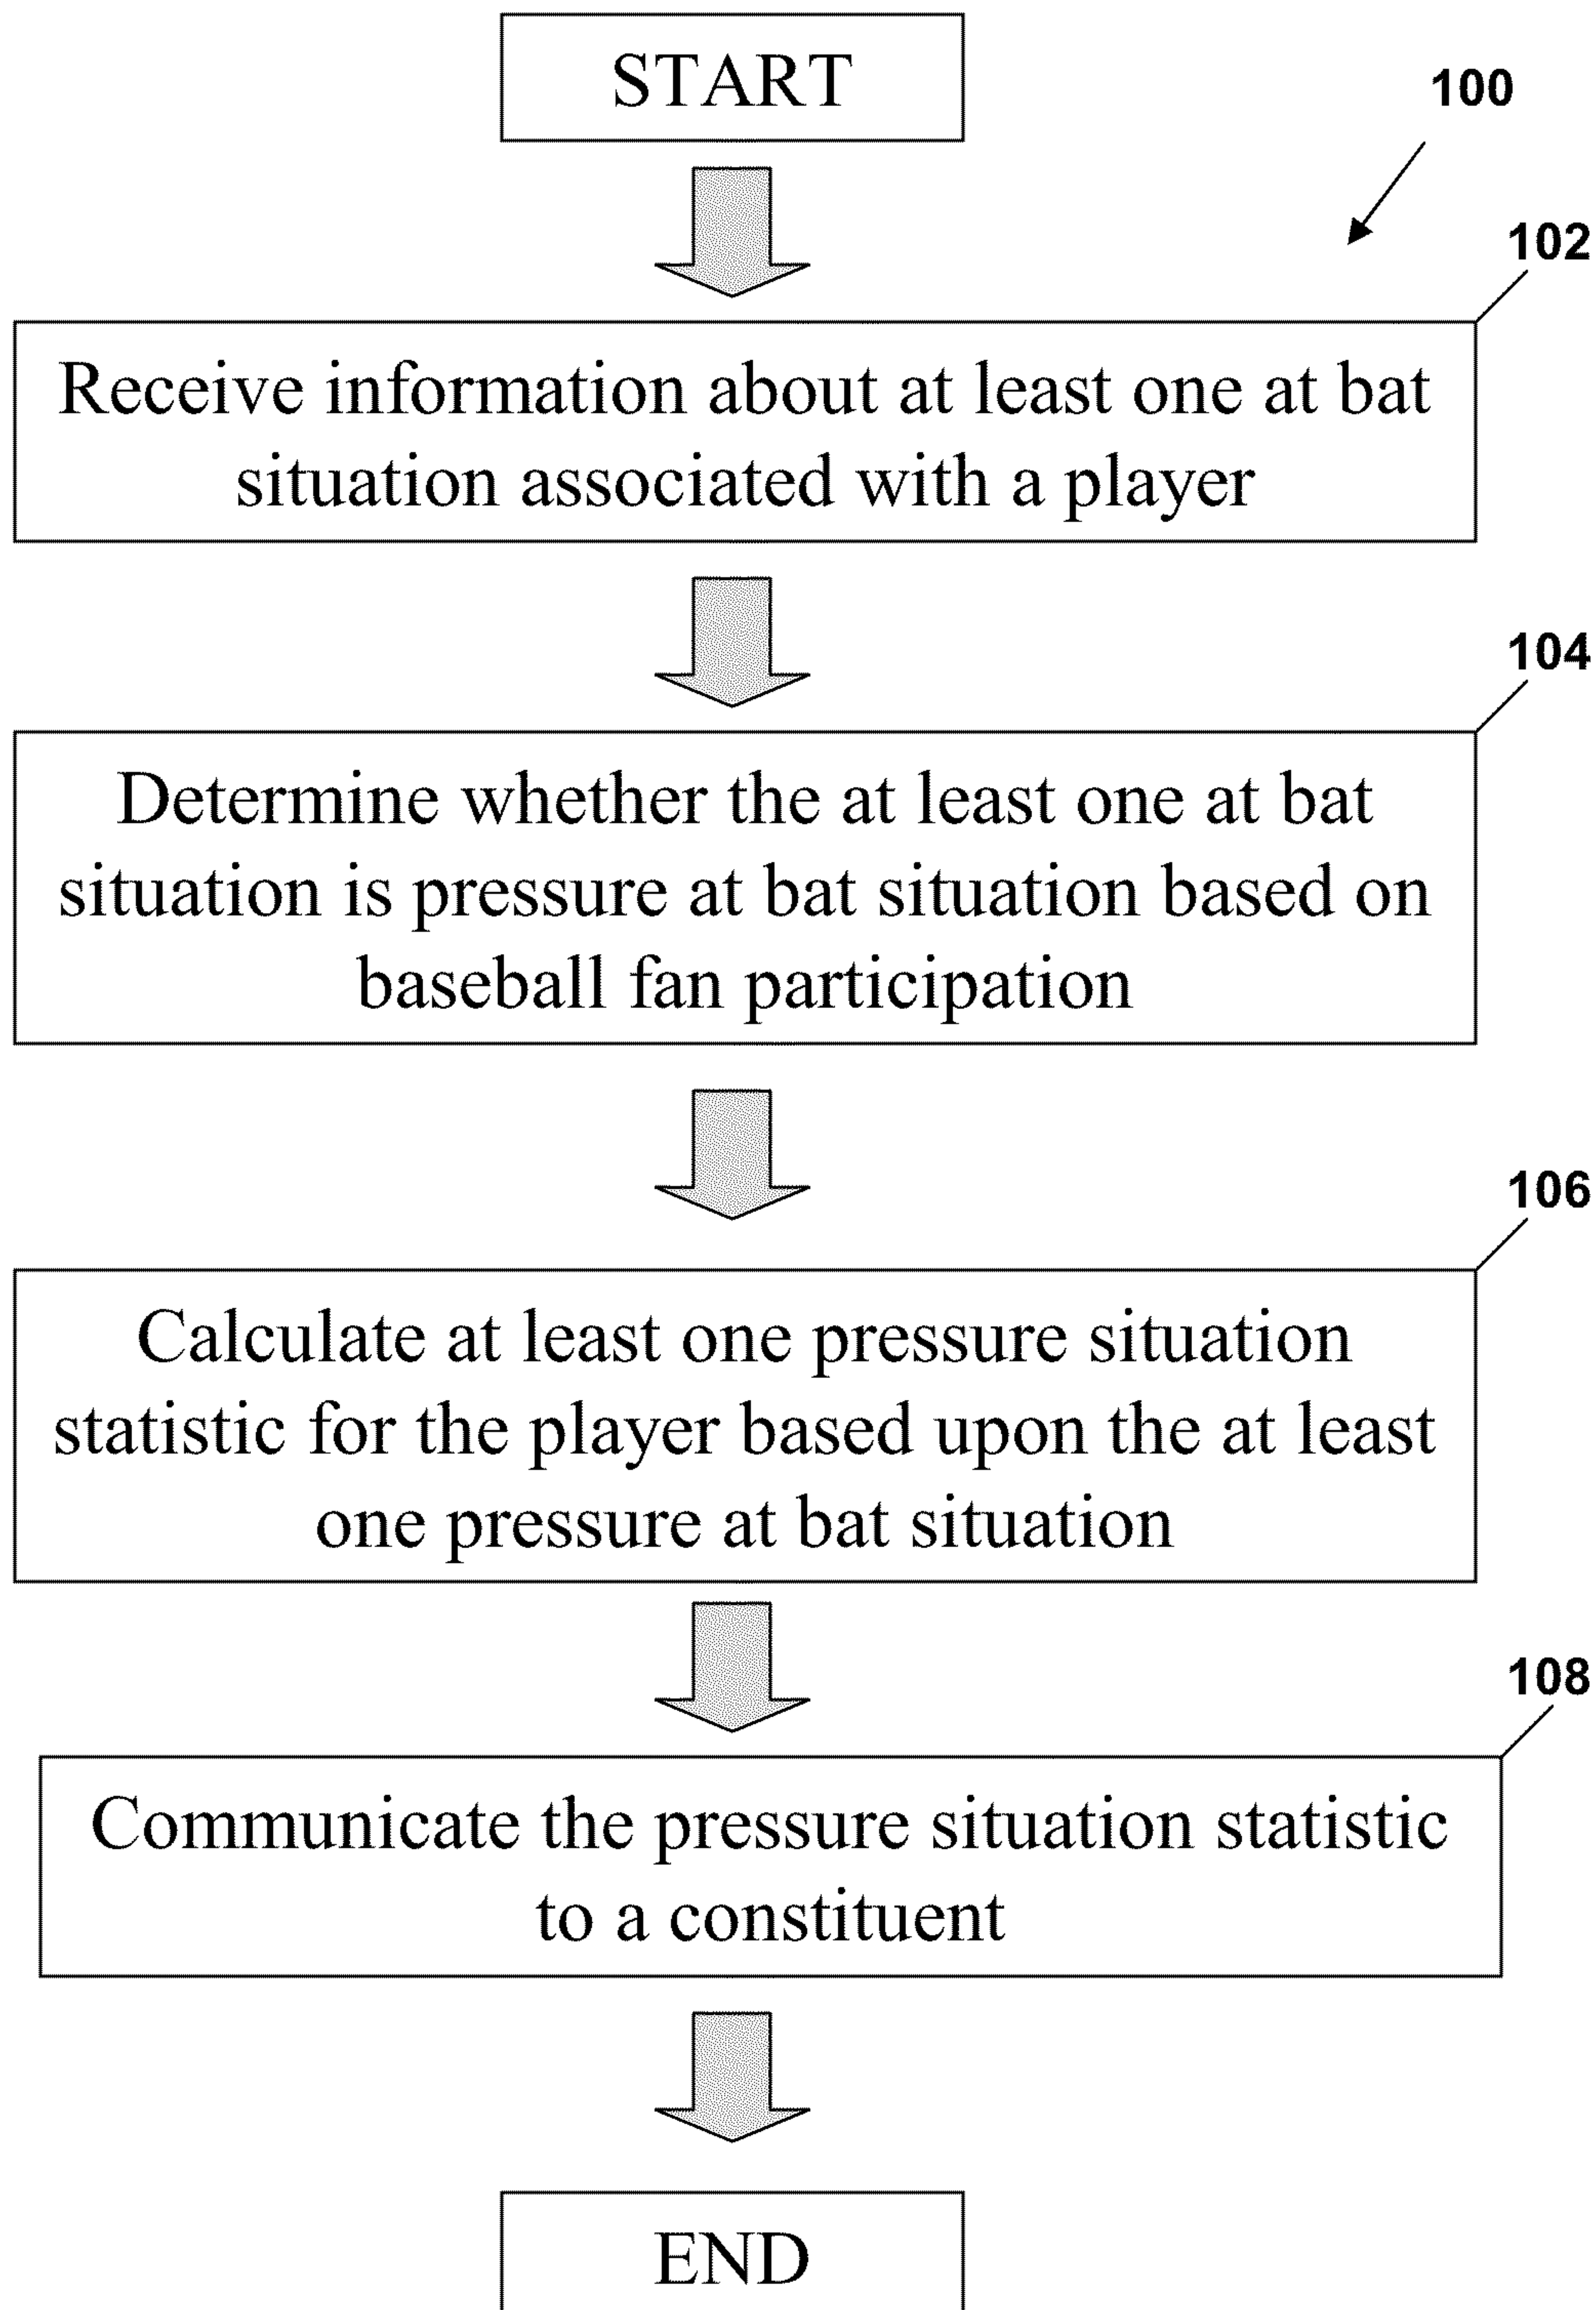 START
100
102
Receive information about at least one at bat
situation associated with a player
104
Determine whether the at least one at bat
situation is pressure at bat situation based on
baseball fan participation
106
Calculate at least one pressure situation
statistic for the player based upon the at least
one pressure at bat situation
108
Communicate the pressure situation statistic
to a constituent
END